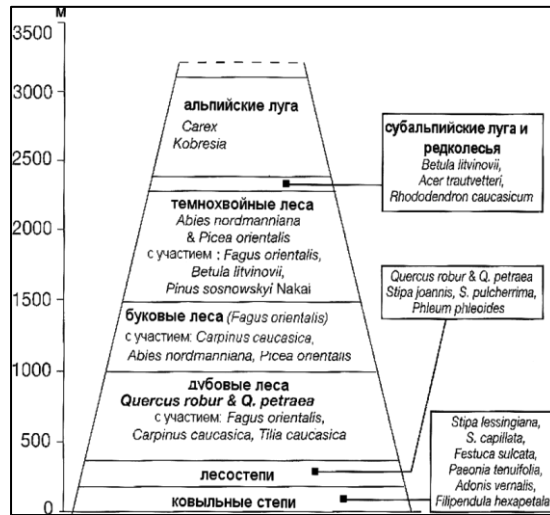 м
3500
3000
2500
2000
1500
1000
500
0
альпийские луга
Carex
Kobresia
субальпийские луга и
редколесья
Betula litvinovii,
Acer trautvetteri,
Rhododendron caucasicum
темнохвойные леса
Abies nordmanniana
& Picea orientalis
с участием : Fagus orientalis,
Betula litvinovii,
Pinus sosnowskyi Nakai
буковые леса (Fagus orientalis)
с участием: Carpinus caucasica,
Abies nordmanniana, Picea orientalis
дубовые леса
Quercus robur & Q. petraea
с участием: Fagus orientalis,
Carpinus caucasica, Tilia caucasica
Quercus robur & Q. petraea
Stipa joannis, S. pulcherrima,
Phleum phleoides
лесостепи
ковыльные степи
Stipa lessingiana,
S. capillata,
Festuca sulcata,
Paeonia tenuifolia,
Adonis vernalis,
Filipendula hexapetala